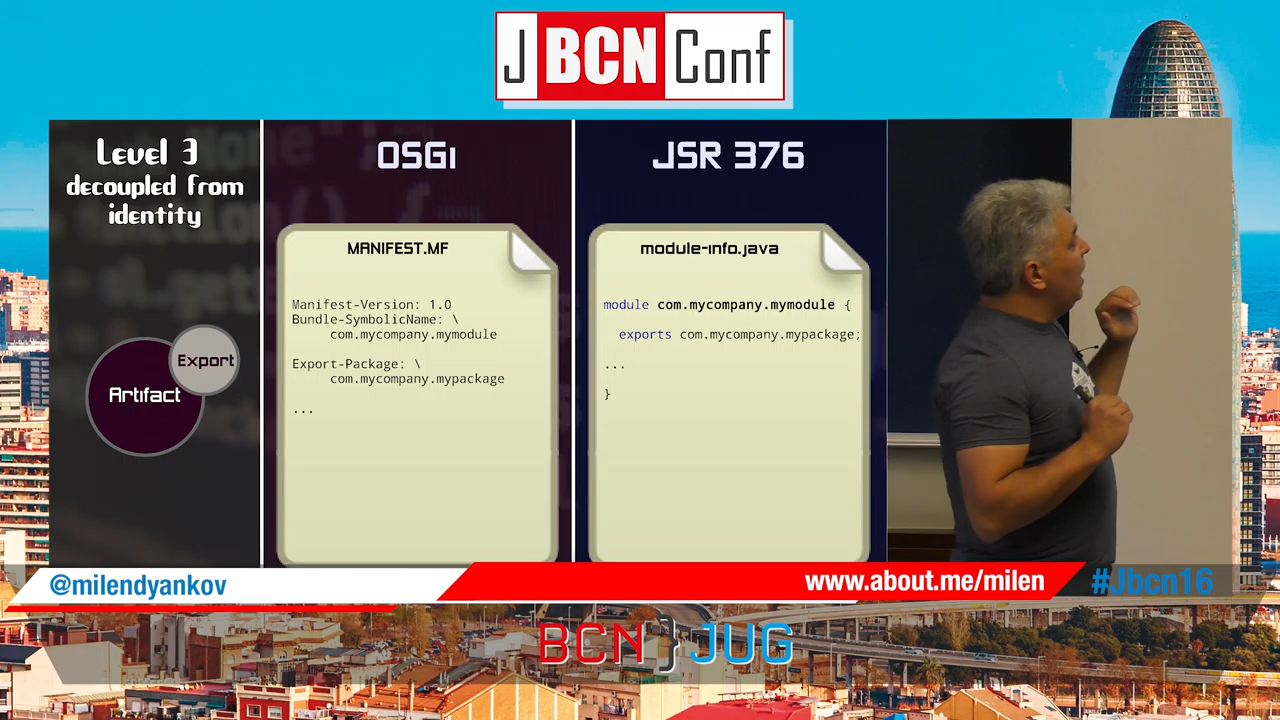 J BCN Conf
Level 3
decoupled from
identity
Export
Artifact
OSGi
MANIFEST.MF
Manifest-Version: 1.0
Bundle-SymbolicName: \
com.mycompany.mymodule
Export-Package: \
com.mycompany.mypackage
...
JSR 376
module-info.java
module com.mycompany.mymodule {
exports com.mycompany.mypackage;
...
}
@milendyankov
www.about.me/milen
#Jbcn16
BCN JUG